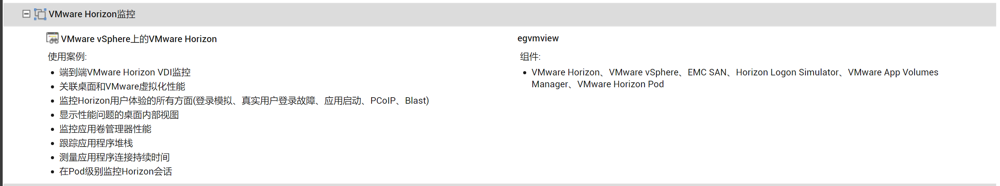 VMware Horizon监控
VMware vSphere上的VMware Horizon
使用案例:
端到端VMware Horizon VDI监控
关联桌面和VMware虚拟化性能
监控Horizon用户体验的所有方面(登录模拟、真实用户登录故障、应用启动、PCoIP、Blast)
显示性能问题的桌面内部视图
监控应用卷管理器性能
跟踪应用程序堆栈
测量应用程序连接持续时间
在Pod级别监控Horizon会话
egvmview
组件:
VMware Horizon、VMware vSphere、EMC SAN、Horizon Logon Simulator、VMware App Volumes
Manager、VMware Horizon Pod